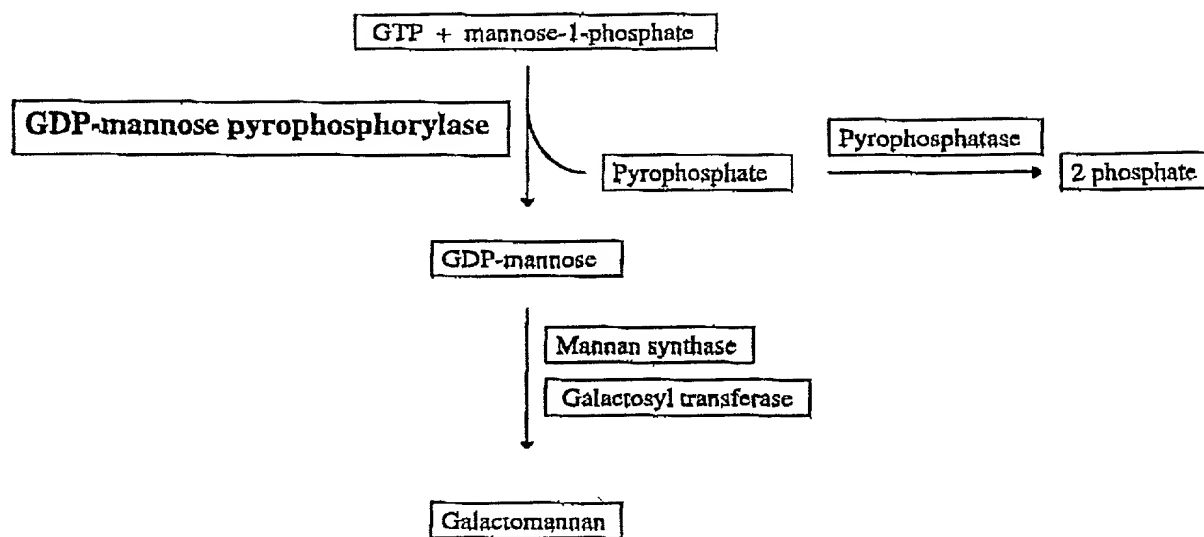 GTP + mannose-1-phosphate
GDP-mannose pyrophosphorylase
Pyrophosphatase
Pyrophosphate
2 phosphate
GDP-mannose
Mannan synthase
Galactosyl transferase
Galactomannan